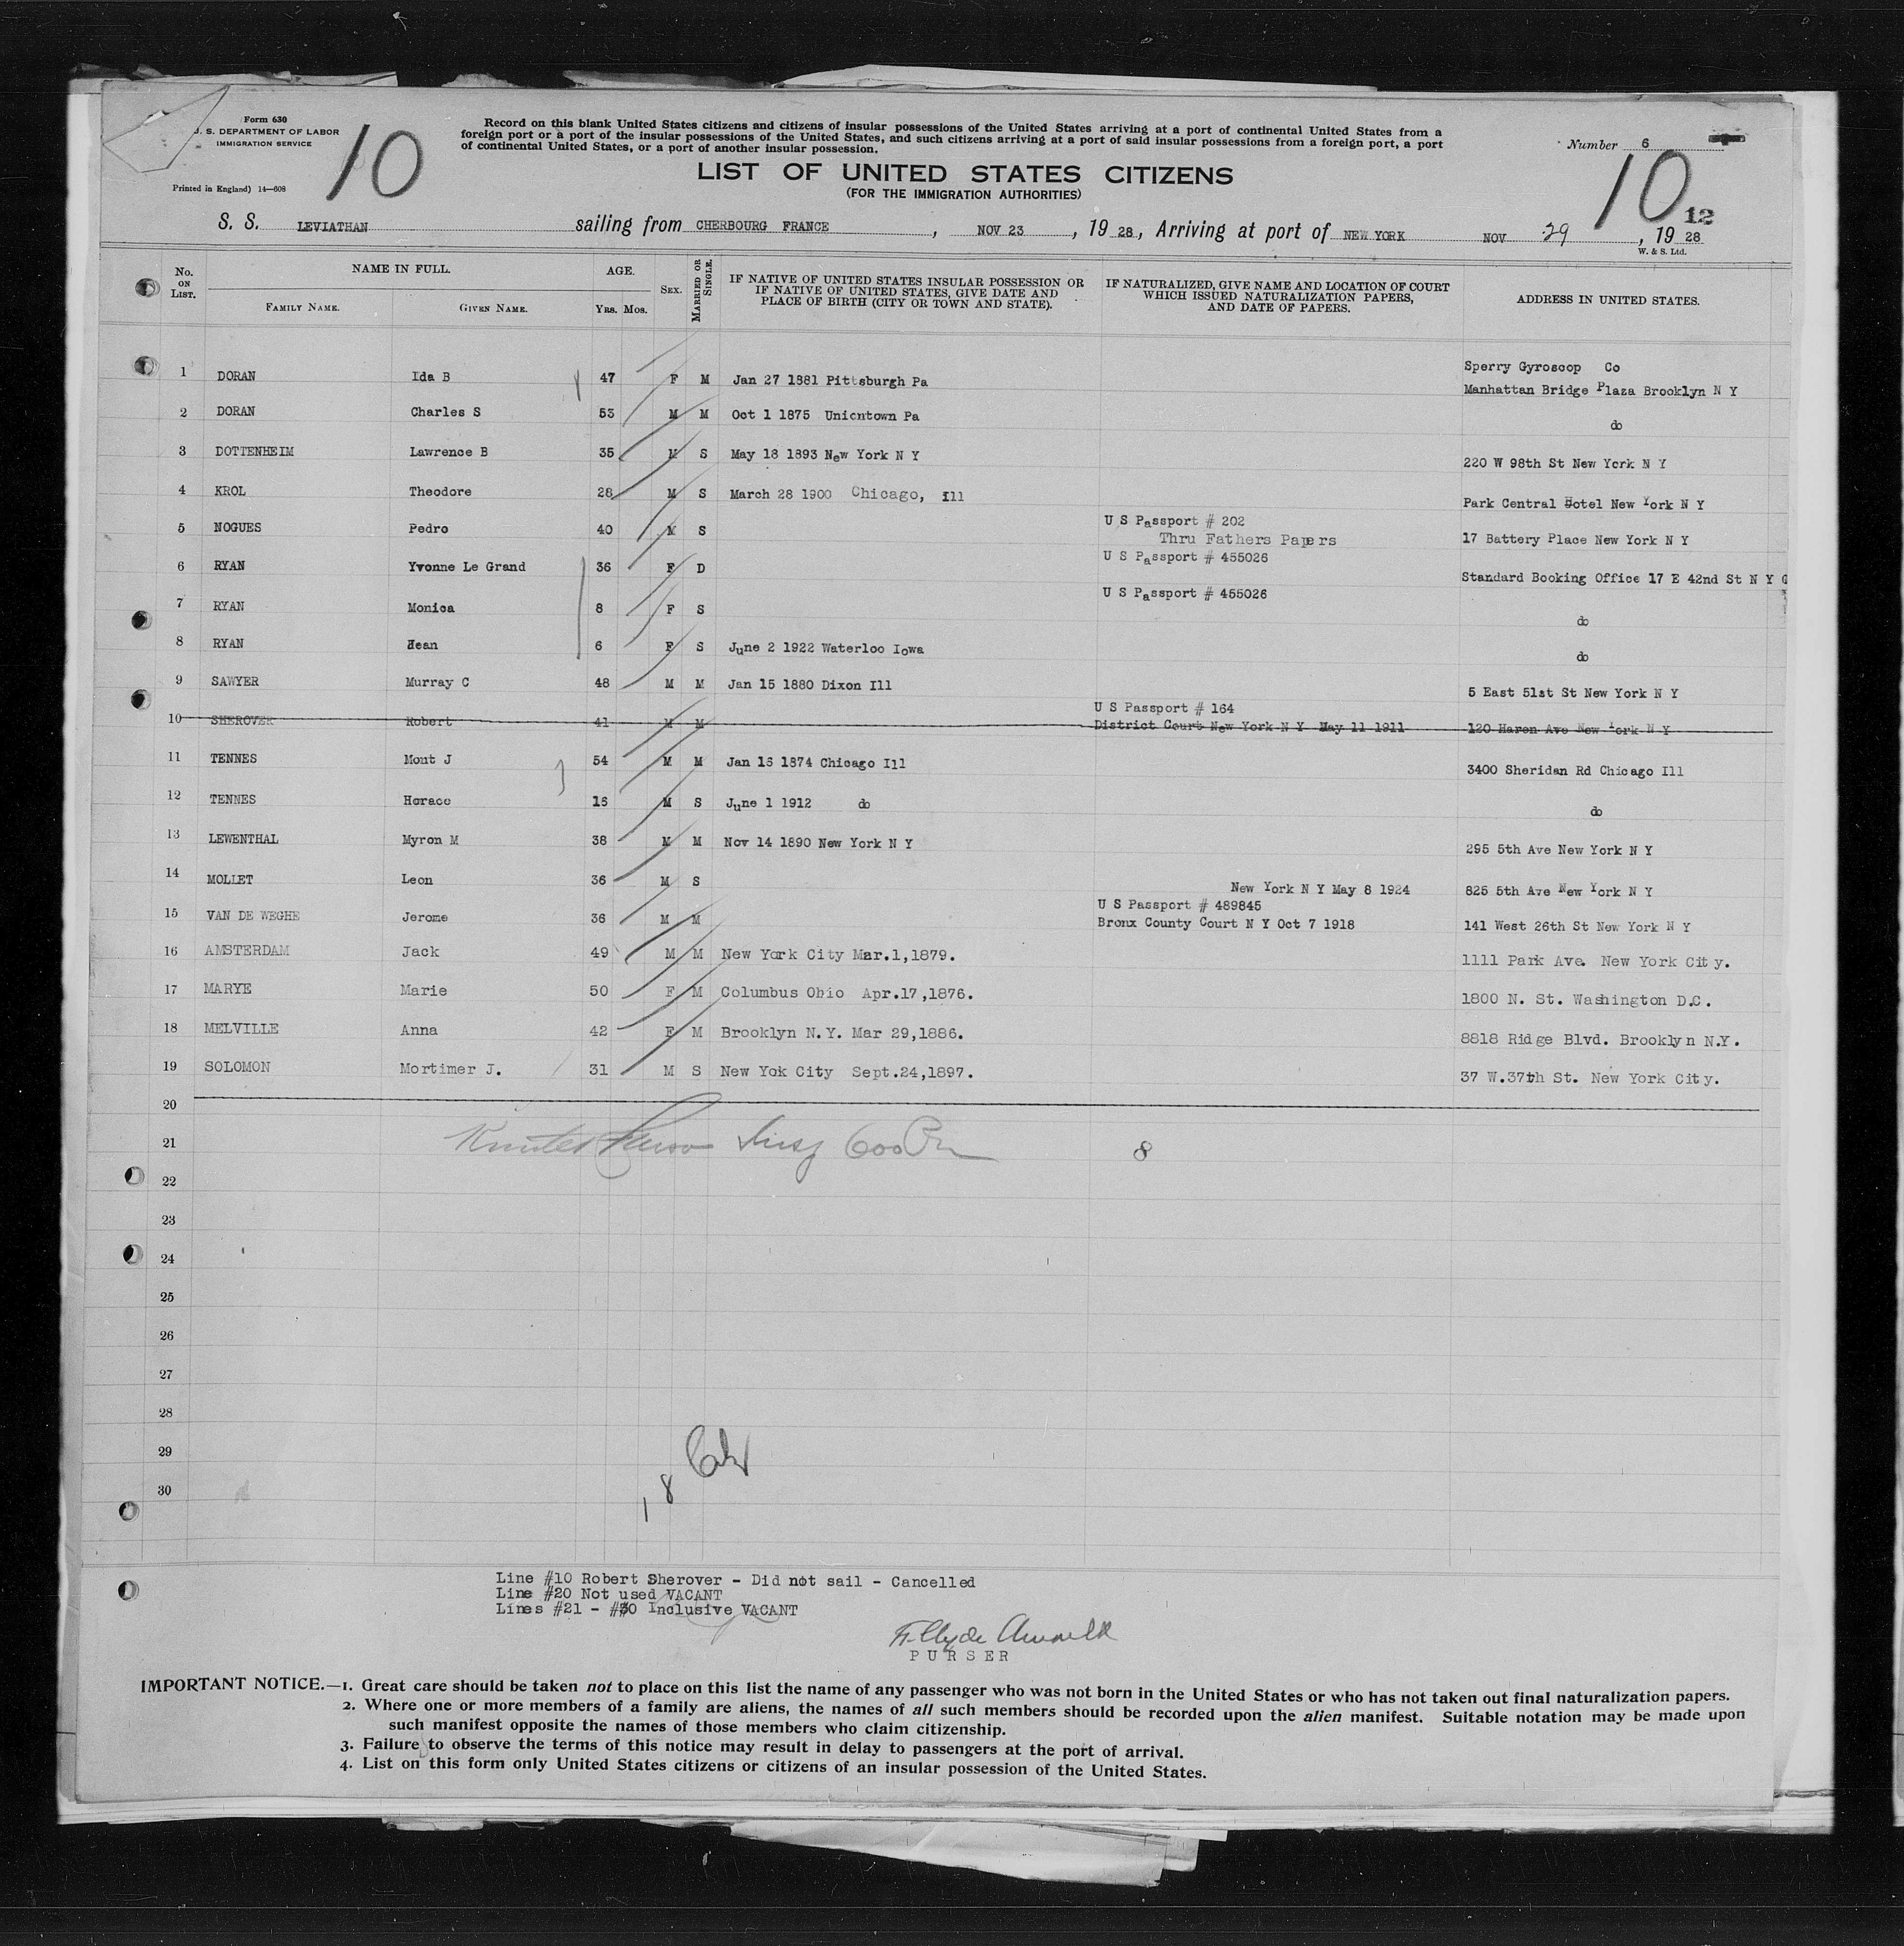 Form 630
U. S. DEPARTMENT OF LABOR
IMMIGRATION SERVICE
Printed in England) 14—608
10
Record on this blank United States citizens and citizens of insular possessions of the United States arriving at a port of continental United States from a
foreign port or a port of the insular possessions of the United States, and such citizens arriving at a port of said insular possessions from a foreign port, a port
of continental United States, or a port of another insular possession.
Number 6
10
12
LIST OF UNITED STATES CITIZENS
(FOR THE IMMIGRATION AUTHORITIES)
S. S. LEVIATHAN sailing from CHERBOURG FRANCE, NOV 23, 19 28, Arriving at port of NEW YORK NOV 29, 19 28
W. & S. Ltd.
No. ON LIST. NAME IN FULL. FAMILY NAME. GIVEN NAME. AGE. YRS. MOS. SEX. MARRIED OR SINGLE. IF NATIVE OF UNITED STATES INSULAR POSSESSION OR IF NATIVE OF UNITED STATES, GIVE DATE AND PLACE OF BIRTH (CITY OR TOWN AND STATE). IF NATURALIZED, GIVE NAME AND LOCATION OF COURT WHICH ISSUED NATURALIZATION PAPERS, AND DATE OF PAPERS. ADDRESS IN UNITED STATES.
1 DORAN Ida B 47 F M Jan 27 1881 Pittsburgh Pa Sperry Gyroscop Co
Manhattan Bridge Plaza Brooklyn N Y
2 DORAN Charles S 53 M M Oct 1 1875 Uniontown Pa do
3 DOTTENHEIM Lawrence B 35 M S May 18 1893 New York N Y 220 W 98th St New York N Y
4 KROL Theodore 28 M S March 28 1900 Chicago, Ill Park Central Hotel New York N Y
5 NOGUES Pedro 40 M S U S Passport # 202
Thru Fathers Papers 17 Battery Place New York N Y
6 RYAN Yvonne Le Grand 36 F D U S Passport # 455026 Standard Booking Office 17 E 42nd St N Y C
7 RYAN Monica 8 F S U S Passport # 455026 do
8 RYAN Jean 6 F S June 2 1922 Waterloo Iowa do
9 SAWYER Murray C 48 M M Jan 15 1880 Dixon Ill 5 East 51st St New York N Y
10 SHEROVER Robert 41 M M U S Passport # 164
District Court New York N Y May 11 1911 120 Haven Ave New York N Y
11 TENNES Mont J 54 M M Jan 16 1874 Chicago Ill 3400 Sheridan Rd Chicago Ill
12 TENNES Horace 16 M S June 1 1912 do do
13 LEWENTHAL Myron M 38 M M Nov 14 1890 New York N Y 295 5th Ave New York N Y
14 MOLLET Leon 36 M S New York N Y May 8 1924 825 5th Ave New York N Y
15 VAN DE WEGHE Jerome 36 M M U S Passport # 489845
Bronx County Court N Y Oct 7 1918 141 West 26th St New York N Y
16 AMSTERDAM Jack 49 M M New York City Mar.1,1879. 1111 Park Ave. New York City.
17 MARYE Marie 50 F M Columbus Ohio Apr.17,1876. 1800 N. St. Washington D.C.
18 MELVILLE Anna 42 F M Brooklyn N.Y. Mar 29,1886. 8818 Ridge Blvd. Brooklyn N.Y.
19 SOLOMON Mortimer J. 31 M S New Yok City Sept.24,1897. 37 W.37th St. New York City.
20
21 8
22
23
24
25
26
27
28
29
30
18
Line #10 Robert Sherover - Did not sail - Cancelled
Line #20 Not used VACANT
Lines #21 - #30 Inclusive VACANT
PURSER
IMPORTANT NOTICE.—1. Great care should be taken not to place on this list the name of any passenger who was not born in the United States or who has not taken out final naturalization papers.
2. Where one or more members of a family are aliens, the names of all such members should be recorded upon the alien manifest. Suitable notation may be made upon
such manifest opposite the names of those members who claim citizenship.
3. Failure to observe the terms of this notice may result in delay to passengers at the port of arrival.
4. List on this form only United States citizens or citizens of an insular possession of the United States.